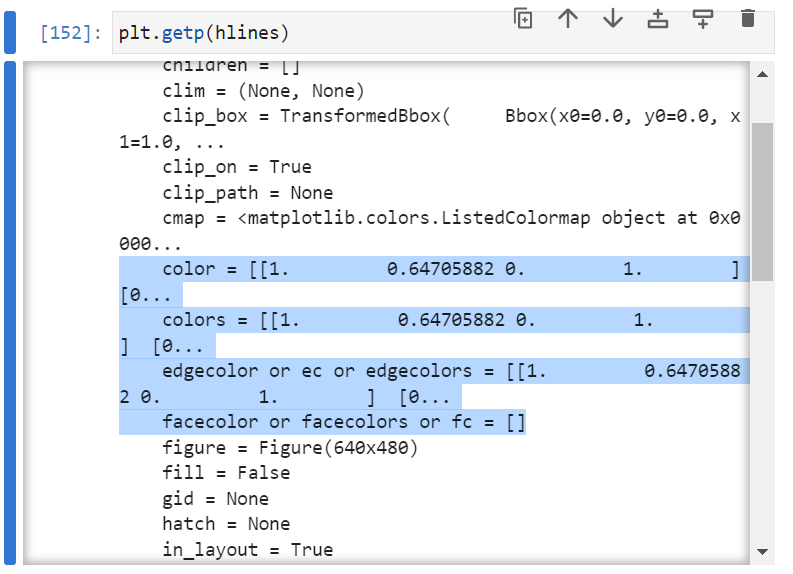 [152]: plt.getp(hlines)
children = []
clim = (None, None)
clip_box = TransformedBbox(     Bbox(x0=0.0, y0=0.0, x
1=1.0, ...
clip_on = True
clip_path = None
cmap = <matplotlib.colors.ListedColormap object at 0x0
000...
color = [[1.         0.64705882 0.         1.        ]
[0...
colors = [[1.         0.64705882 0.         1.
]  [0...
edgecolor or ec or edgecolors = [[1.         0.6470588
2 0.         1.        ]  [0...
facecolor or facecolors or fc = []
figure = Figure(640x480)
fill = False
gid = None
hatch = None
in_layout = True